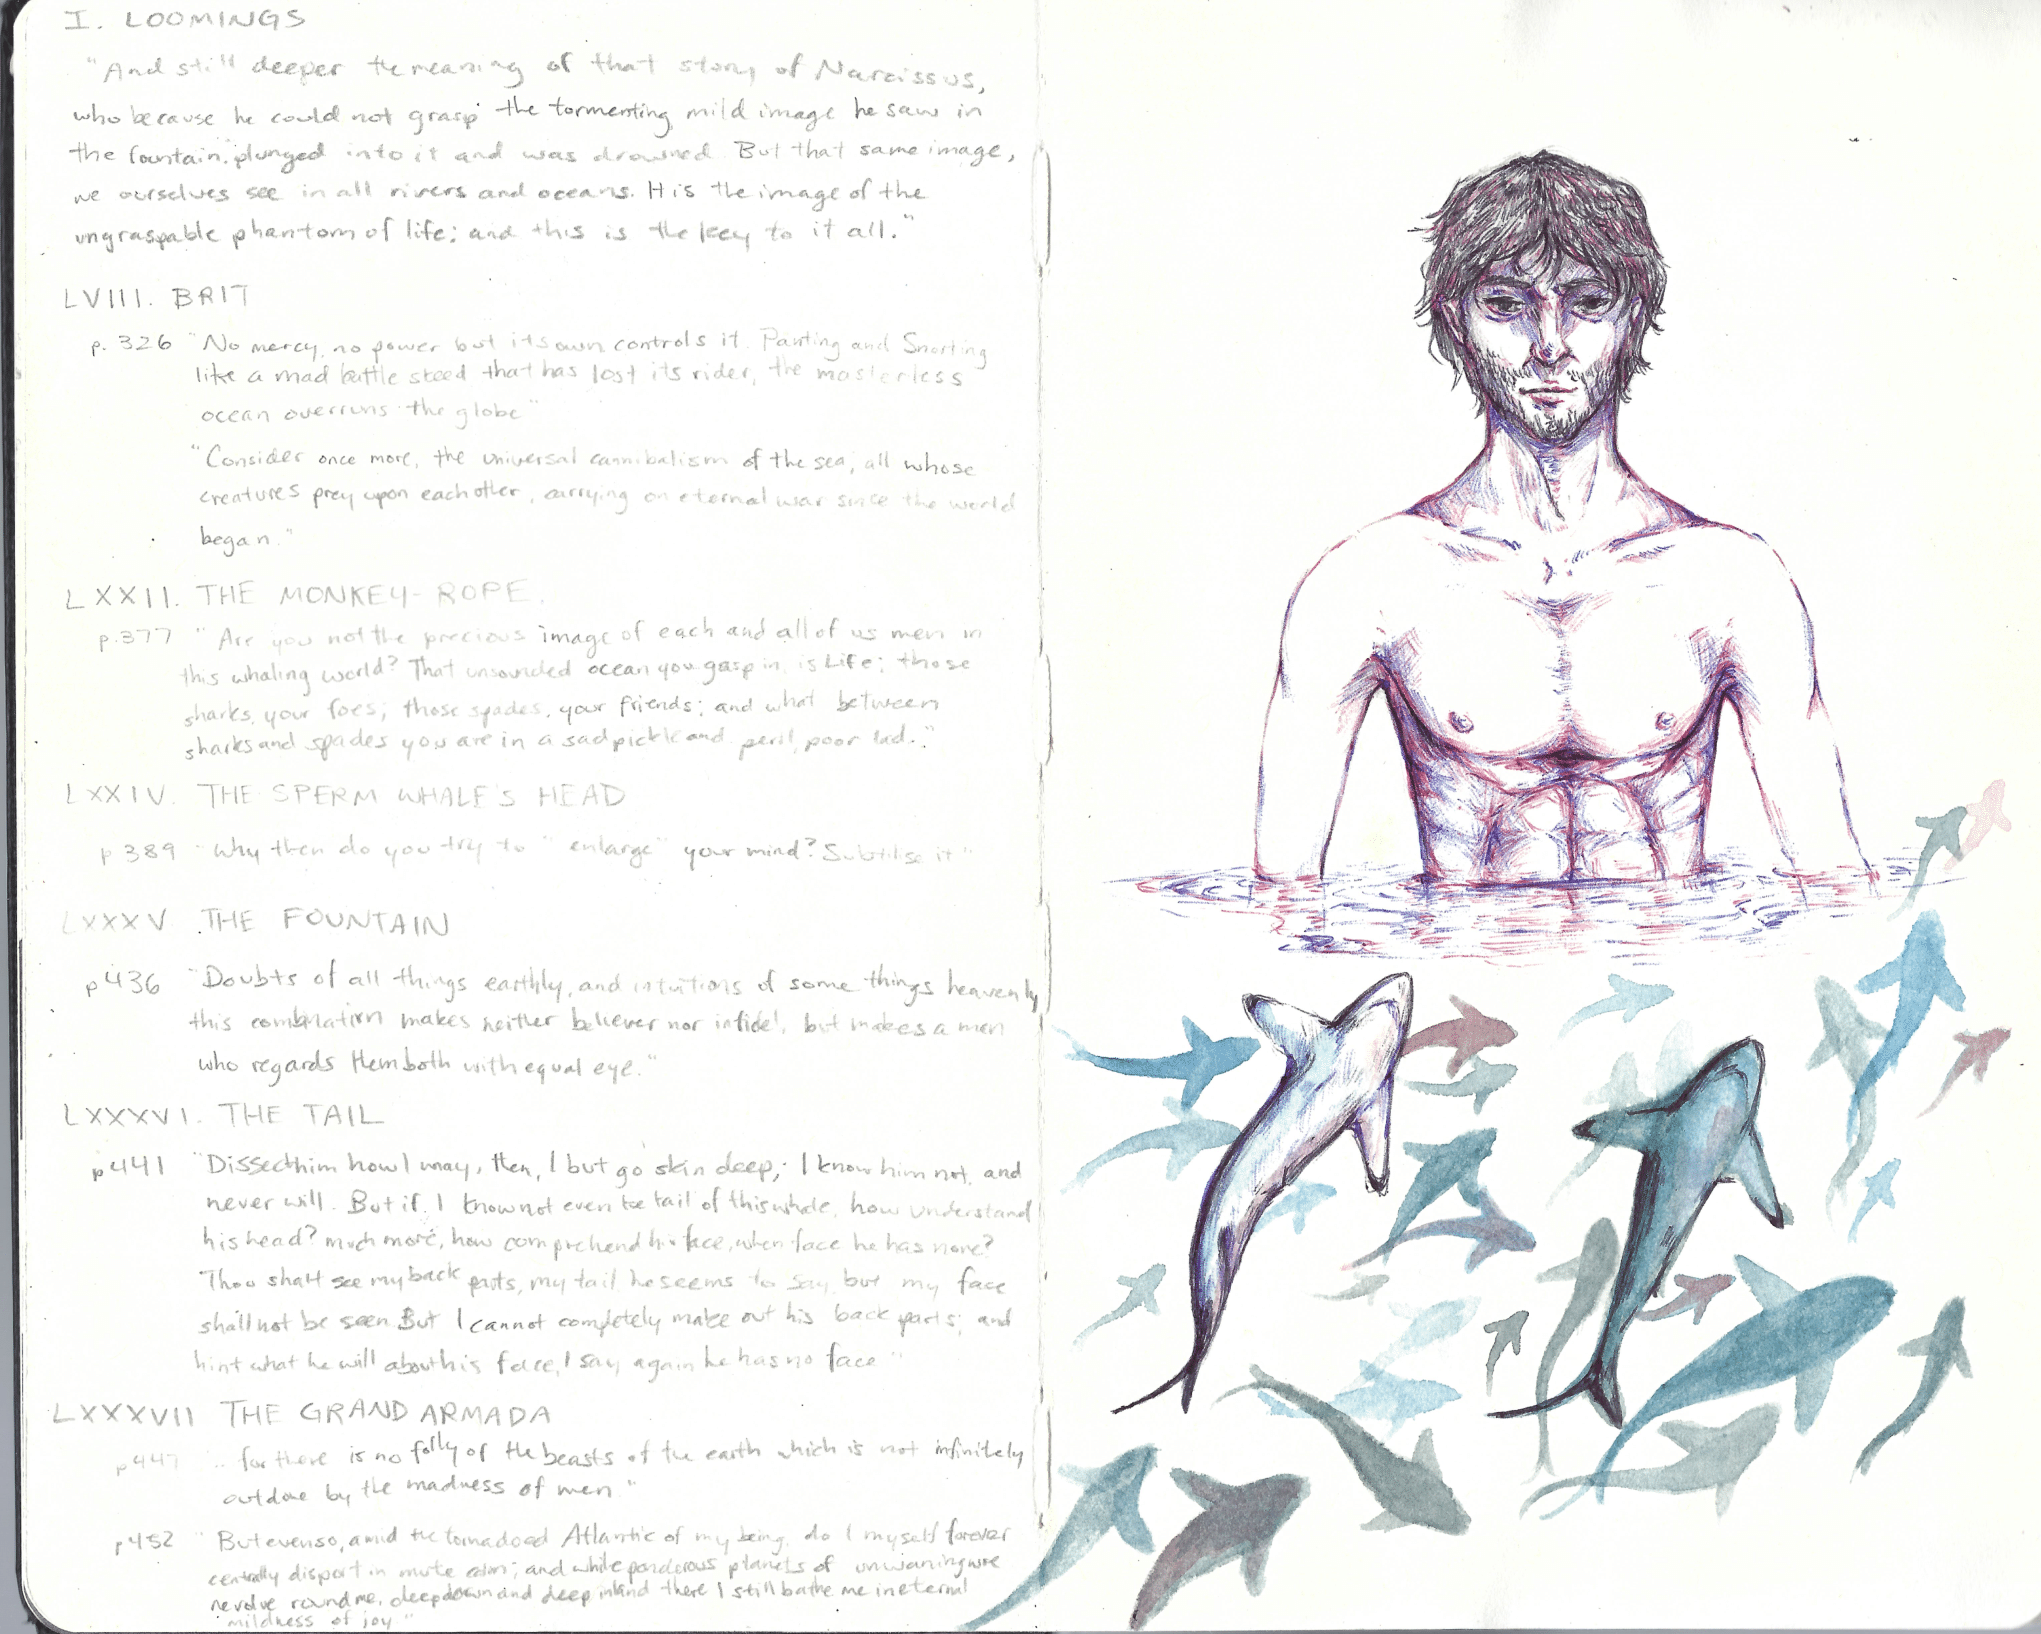 I. LOOMINGS
"And still deeper the meaning of that story of Narcissus,
who because he could not grasp the tormenting, mild image he saw in
the fountain, plunged into it and was drowned. But that same image,
we ourselves see in all rivers and oceans. It is the image of the
ungraspable phantom of life; and this is the key to it all."
LVIII. BRIT
p. 326 "No mercy, no power but its own controls it. Panting and Snorting
like a mad battle steed that has lost its rider, the masterless
ocean overruns the globe"
"Consider once more, the universal cannibalism of the sea; all whose
creatures prey upon each other, carrying on eternal war since the world
began."
LXXII. THE MONKEY-ROPE.
p.377 "Are you not the precious image of each and all of us men in
this whaling world? That unsounded ocean you gasp in, is Life; those
sharks, your foes; those spades, your friends; and what between
sharks and spades you are in a sad pickle and peril, poor lad."
LXXIV. THE SPERM WHALE'S HEAD
p389 "Why then do you try to "enlarge" your mind? Subtilise it"
LXXXV THE FOUNTAIN
p436 "Doubts of all things earthly, and intuitions of some things heavenly
this combination makes neither believer nor infidel, but makes a man
who regards them both with equal eye."
LXXXVI. THE TAIL
p441 "Dissect him how I may, then, I but go skin deep; I know him not, and
never will. But if I know not even the tail of this whale, how understand
his head? much more, how comprehend his face, when face he has none?
Thou shalt see my back parts, my tail, he seems to say, but my face
shall not be seen. But I cannot completely make out his back parts; and
hint what he will about his face, I say again he has no face"
LXXXVII THE GRAND ARMADA
p447 "...for there is no folly of the beasts of the earth which is not infinitely
outdone by the madness of men."
p452 "But even so, amid the tornadoed Atlantic of my being, do I myself forever
centrally disport in mute calm; and while ponderous planets of unwaning woe
revolve round me, deep down and deep inland there I still bathe me in eternal
mildness of joy"